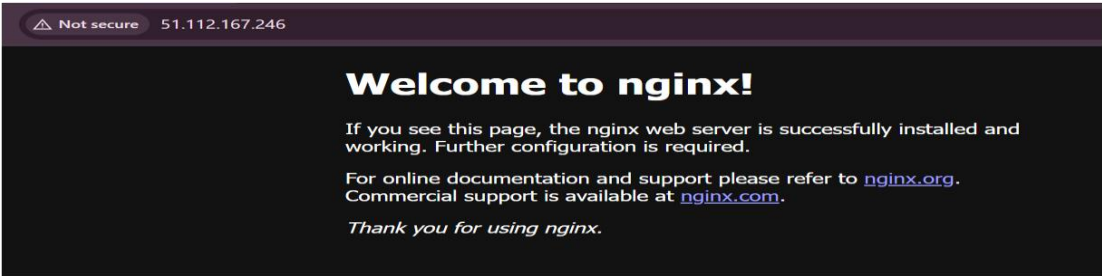 Not secure 51.112.167.246
Welcome to nginx!
If you see this page, the nginx web server is successfully installed and
working. Further configuration is required.
For online documentation and support please refer to nginx.org.
Commercial support is available at nginx.com.
Thank you for using nginx.